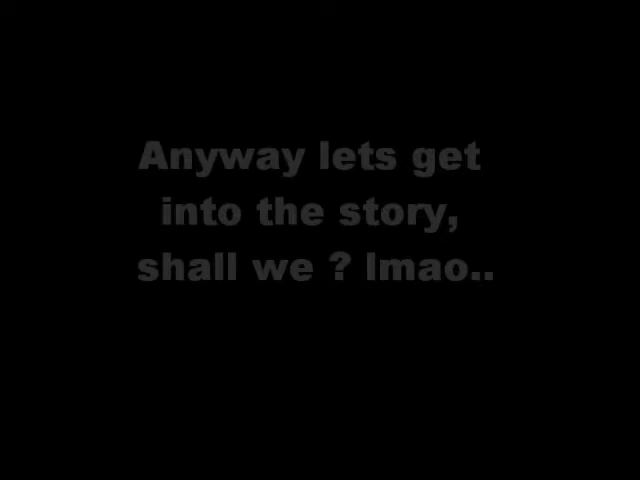 Anyway lets get
into the story,
shall we ? lmao..